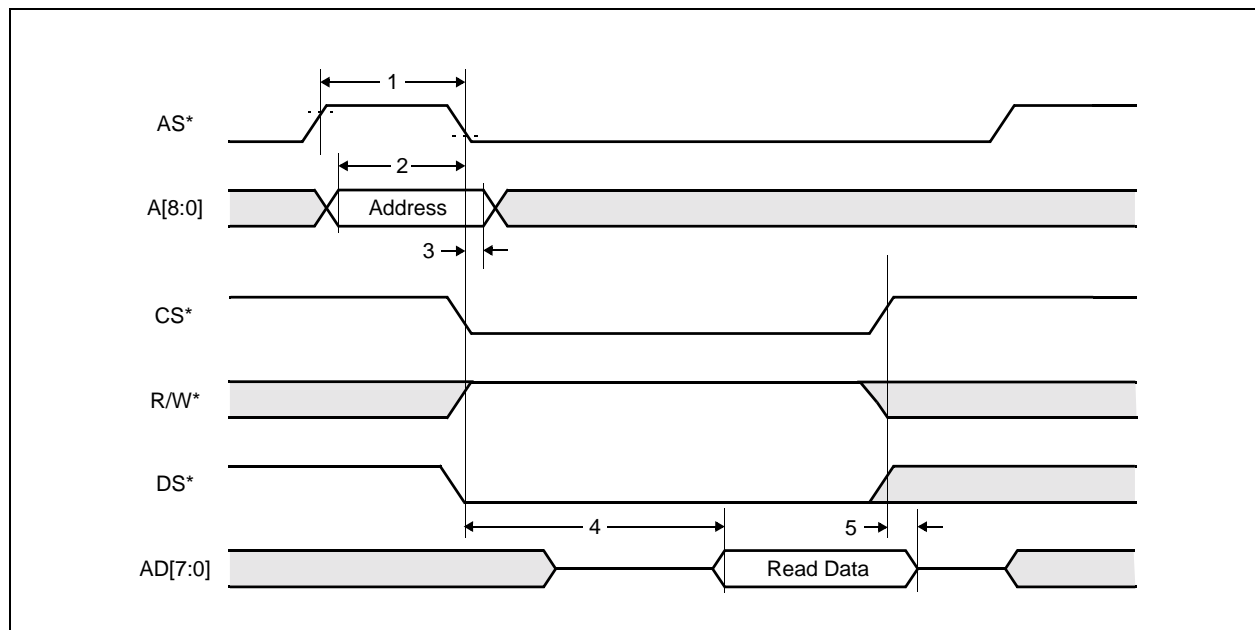 1
AS*
2
A[8:0] Address
3
CS*
R/W*
DS*
4 5
AD[7:0] Read Data